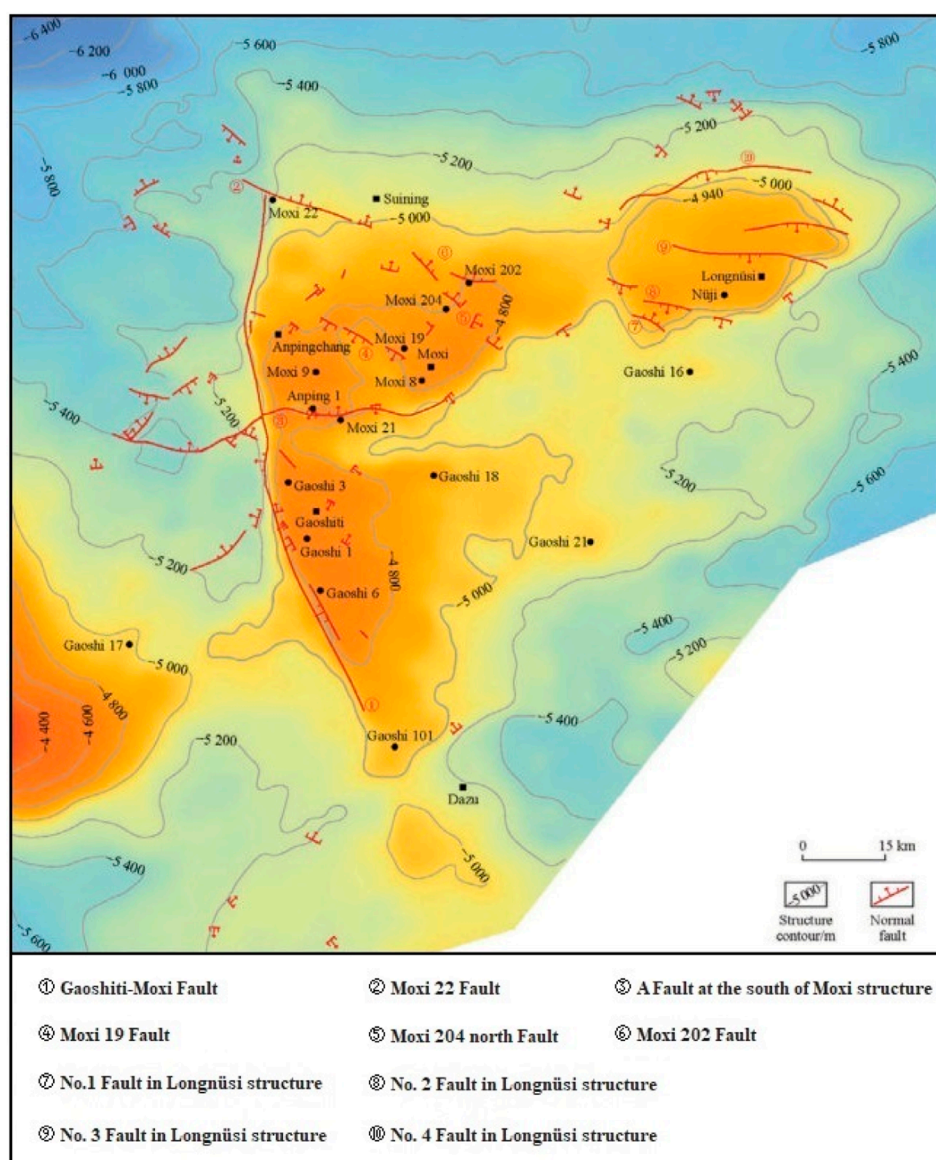 −6 400
−6 200
−6 000
−5 800
−5 600
−5 800
−5 400
−5 200
−5 800
−5 200
② Moxi 22
Suining
−5 000
⑩
−5 000
−4 940
⑥
Moxi 202
⑨
Longnüsi
Nüji
⑧
⑦
Moxi 204
⑤
−4 800
Anpingchang
④
Moxi 19
Moxi
Moxi 9
Moxi 8
Gaoshi 16
−5 400
Anping 1
−5 400
−5 200
③
Moxi 21
Gaoshi 3
Gaoshi 18
−5 200
−5 600
Gaoshiti
Gaoshi 1
Gaoshi 21
−5 200
−4 800
Gaoshi 6
−5 000
Gaoshi 17
−5 000
−5 400
−5 200
−4 800
−4 600
−4 400
①
−5 200
Gaoshi 101
−5 400
Dazu
−5 400
−5 000
−5 600
0 15 km
−5 000
Structure
contour/m
Normal
fault
① Gaoshiti-Moxi Fault ② Moxi 22 Fault ③ A Fault at the south of Moxi structure
④ Moxi 19 Fault ⑤ Moxi 204 north Fault ⑥ Moxi 202 Fault
⑦ No.1 Fault in Longnüsi structure ⑧ No. 2 Fault in Longnüsi structure
⑨ No. 3 Fault in Longnüsi structure ⑩ No. 4 Fault in Longnüsi structure